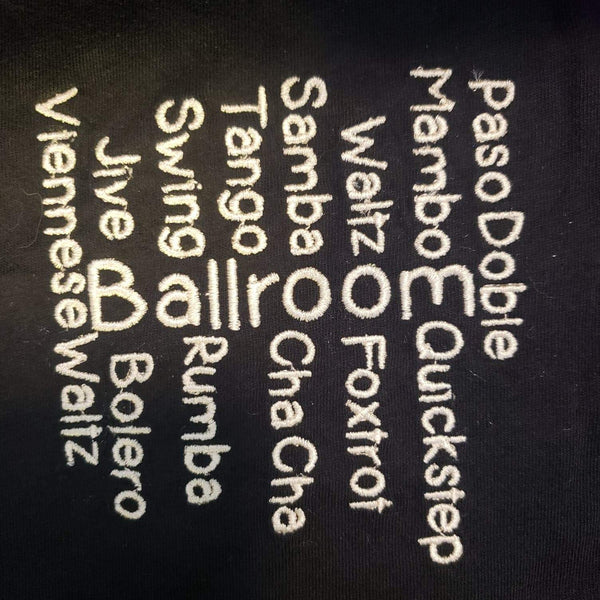 Paso Doble
Mambo Quickstep
Waltz Foxtrot
Samba Cha Cha
Tango
Swing Rumba
Jive Bolero
Viennese Waltz
Ballroom